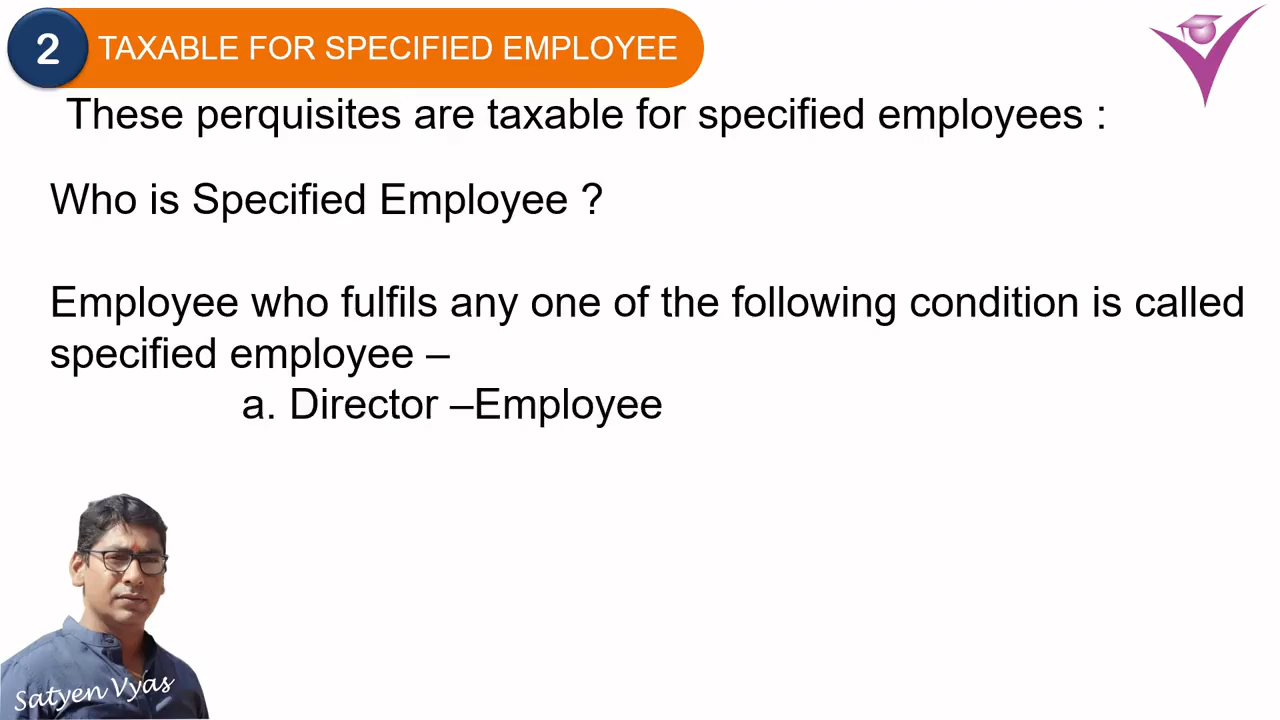 2 TAXABLE FOR SPECIFIED EMPLOYEE
These perquisites are taxable for specified employees :
Who is Specified Employee ?
Employee who fulfils any one of the following condition is called
specified employee –
a. Director –Employee
Satyen Vyas